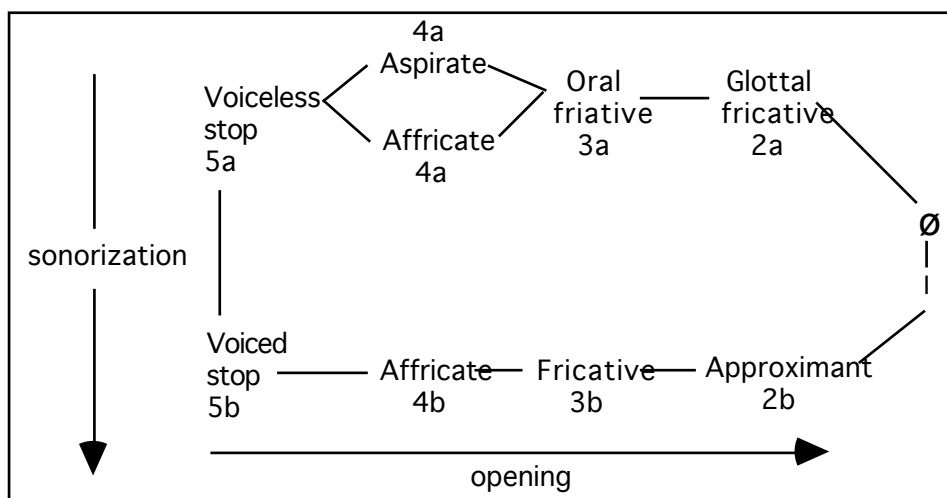 4a
Aspirate
Voiceless
stop
5a
Affricate
4a
Oral
friative
3a
Glottal
fricative
2a
Ø
sonorization
Voiced
stop
5b
Affricate
4b
Fricative
3b
Approximant
2b
opening